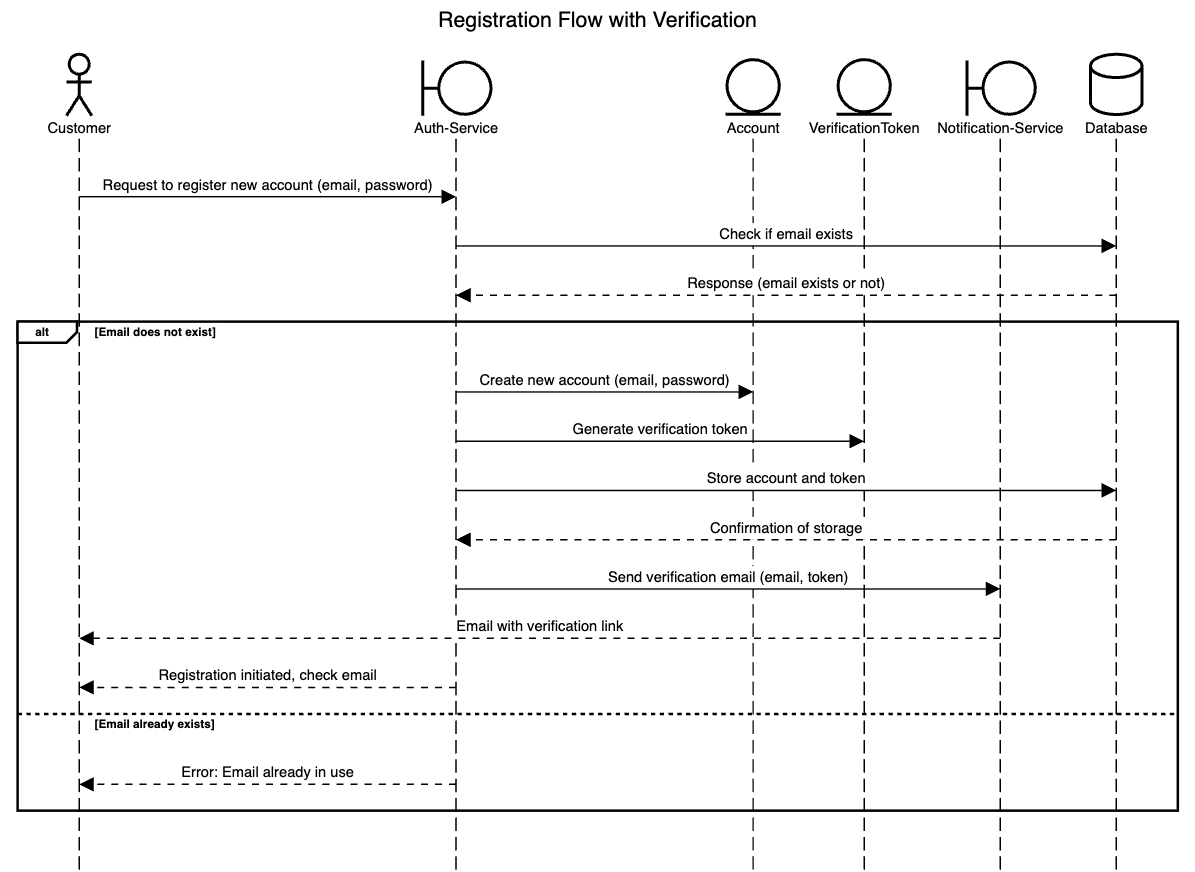 Registration Flow with Verification
Customer
Auth-Service
Account
VerificationToken
Notification-Service
Database
Request to register new account (email, password)
Check if email exists
Response (email exists or not)
alt
[Email does not exist]
Create new account (email, password)
Generate verification token
Store account and token
Confirmation of storage
Send verification email (email, token)
Email with verification link
Registration initiated, check email
[Email already exists]
Error: Email already in use